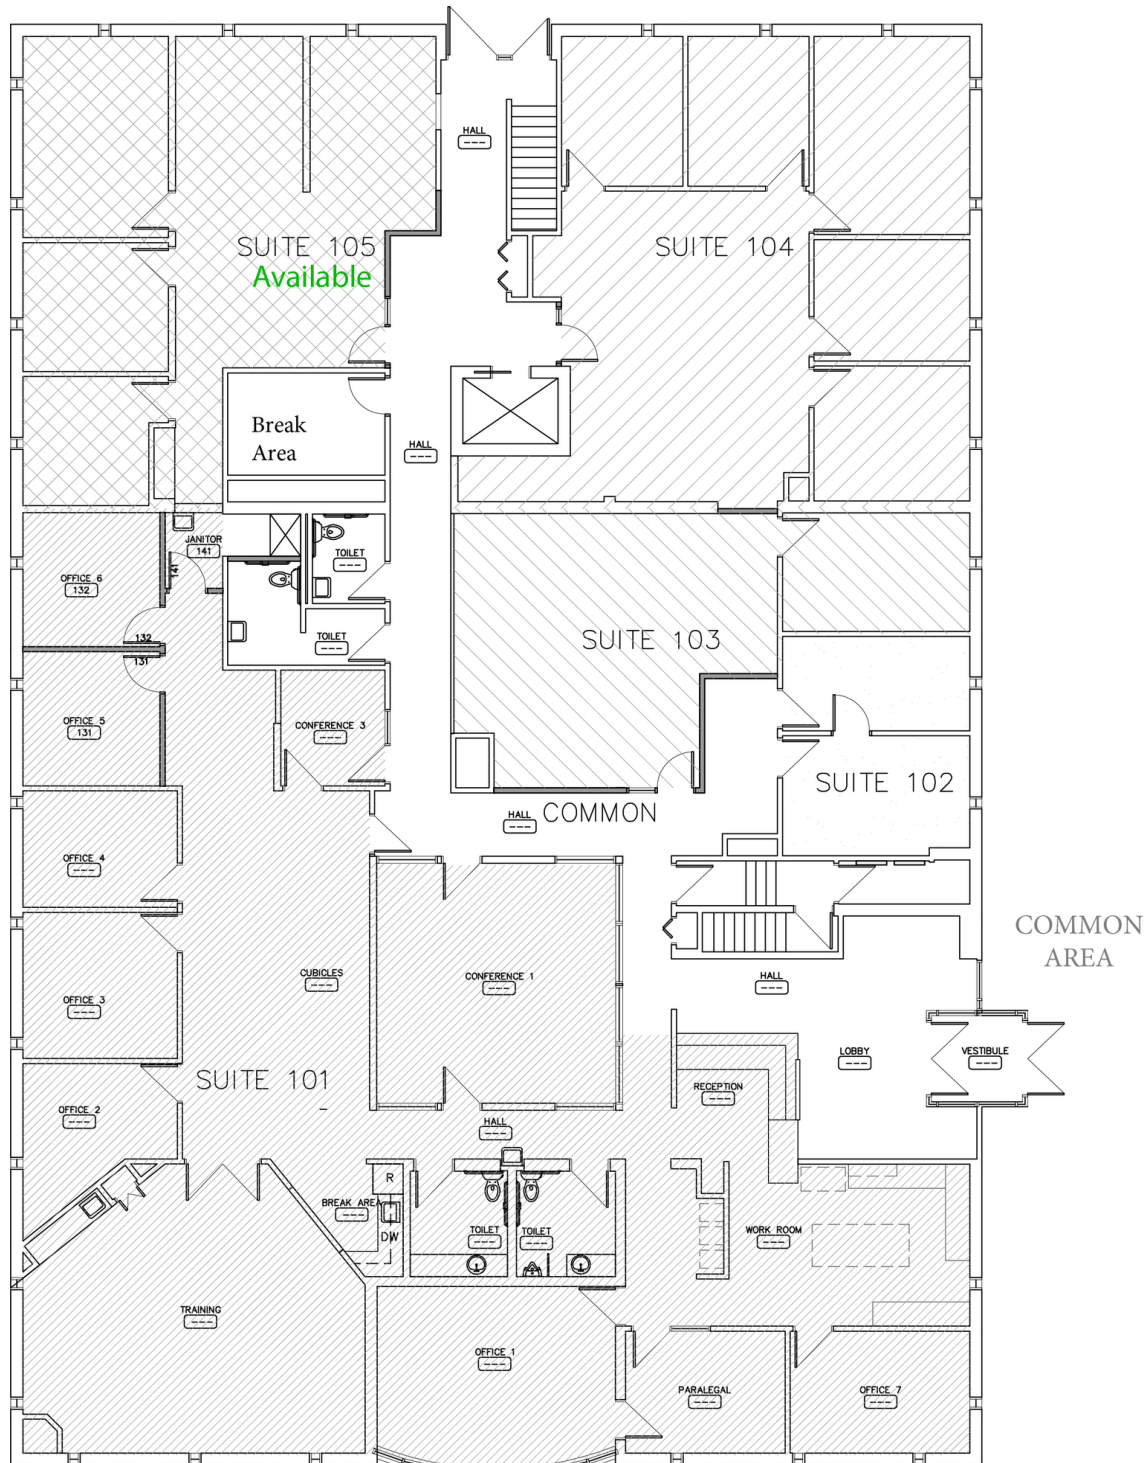 HALL
SUITE 105
Available
SUITE 104
Break
Area
HALL
JANITOR
141
141
TOILET
OFFICE 6
132
132
131
TOILET
SUITE 103
OFFICE 5
131
CONFERENCE 3
SUITE 102
HALL
COMMON
OFFICE 4
COMMON
AREA
CUBICLES
CONFERENCE 1
HALL
OFFICE 3
LOBBY
VESTIBULE
SUITE 101
RECEPTION
OFFICE 2
HALL
R
BREAK AREA
DW
TOILET
TOILET
WORK ROOM
TRAINING
OFFICE 1
PARALEGAL
OFFICE 7